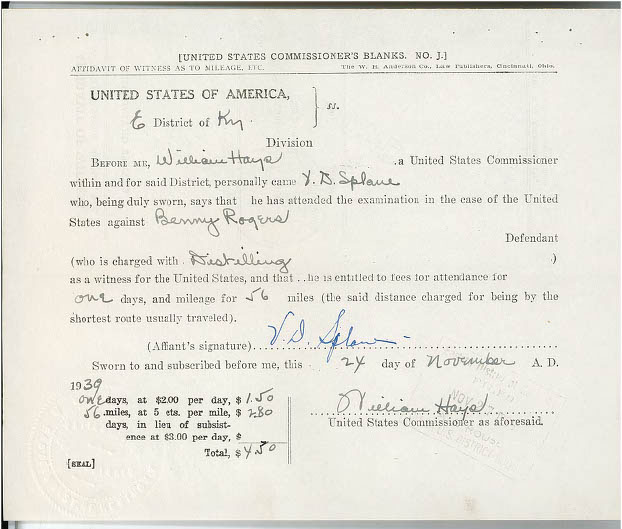 [UNITED STATES COMMISSIONER'S BLANKS. NO. J.]
AFFIDAVIT OF WITNESS AS TO MILEAGE, ETC. The W. H. Anderson Co., Law Publishers, Cincinnati, Ohio.
UNITED STATES OF AMERICA,
E District of Ky. } ss.
Division
BEFORE ME, William Hays , a United States Commissioner
within and for said District, personally came V. D. Splane
who, being duly sworn, says that he has attended the examination in the case of the United
States against Benny Rogers
Defendant
(who is charged with Distilling )
as a witness for the United States, and that ..he is entitled to fees for attendance for
one days, and mileage for 56 miles (the said distance charged for being by the
shortest route usually traveled).
(Affiant's signature) V. D. Splane
Sworn to and subscribed before me, this 24 day of November A. D.
1939
one days, at $2.00 per day, $ 1.50
56 miles, at 5 cts. per mile, $ 2.80
days, in lieu of subsist-
ence at $3.00 per day, $
Total, $ 4.50
William Hays
United States Commissioner as aforesaid.
[SEAL]